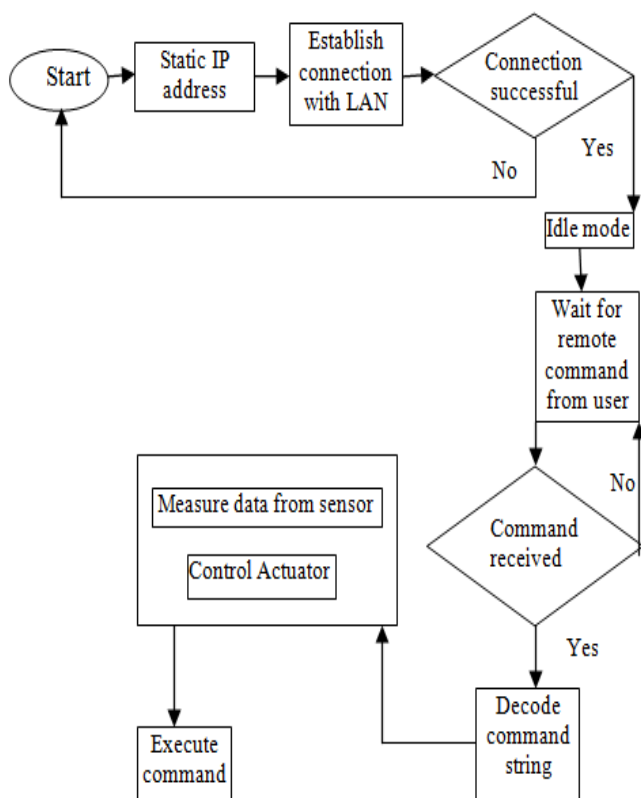 Start
Static IP
address
Establish
connection
with LAN
Connection
successful
No
Yes
Idle mode
Wait for
remote
command
from user
No
Command
received
Yes
Decode
command
string
Measure data from sensor
Control Actuator
Execute
command